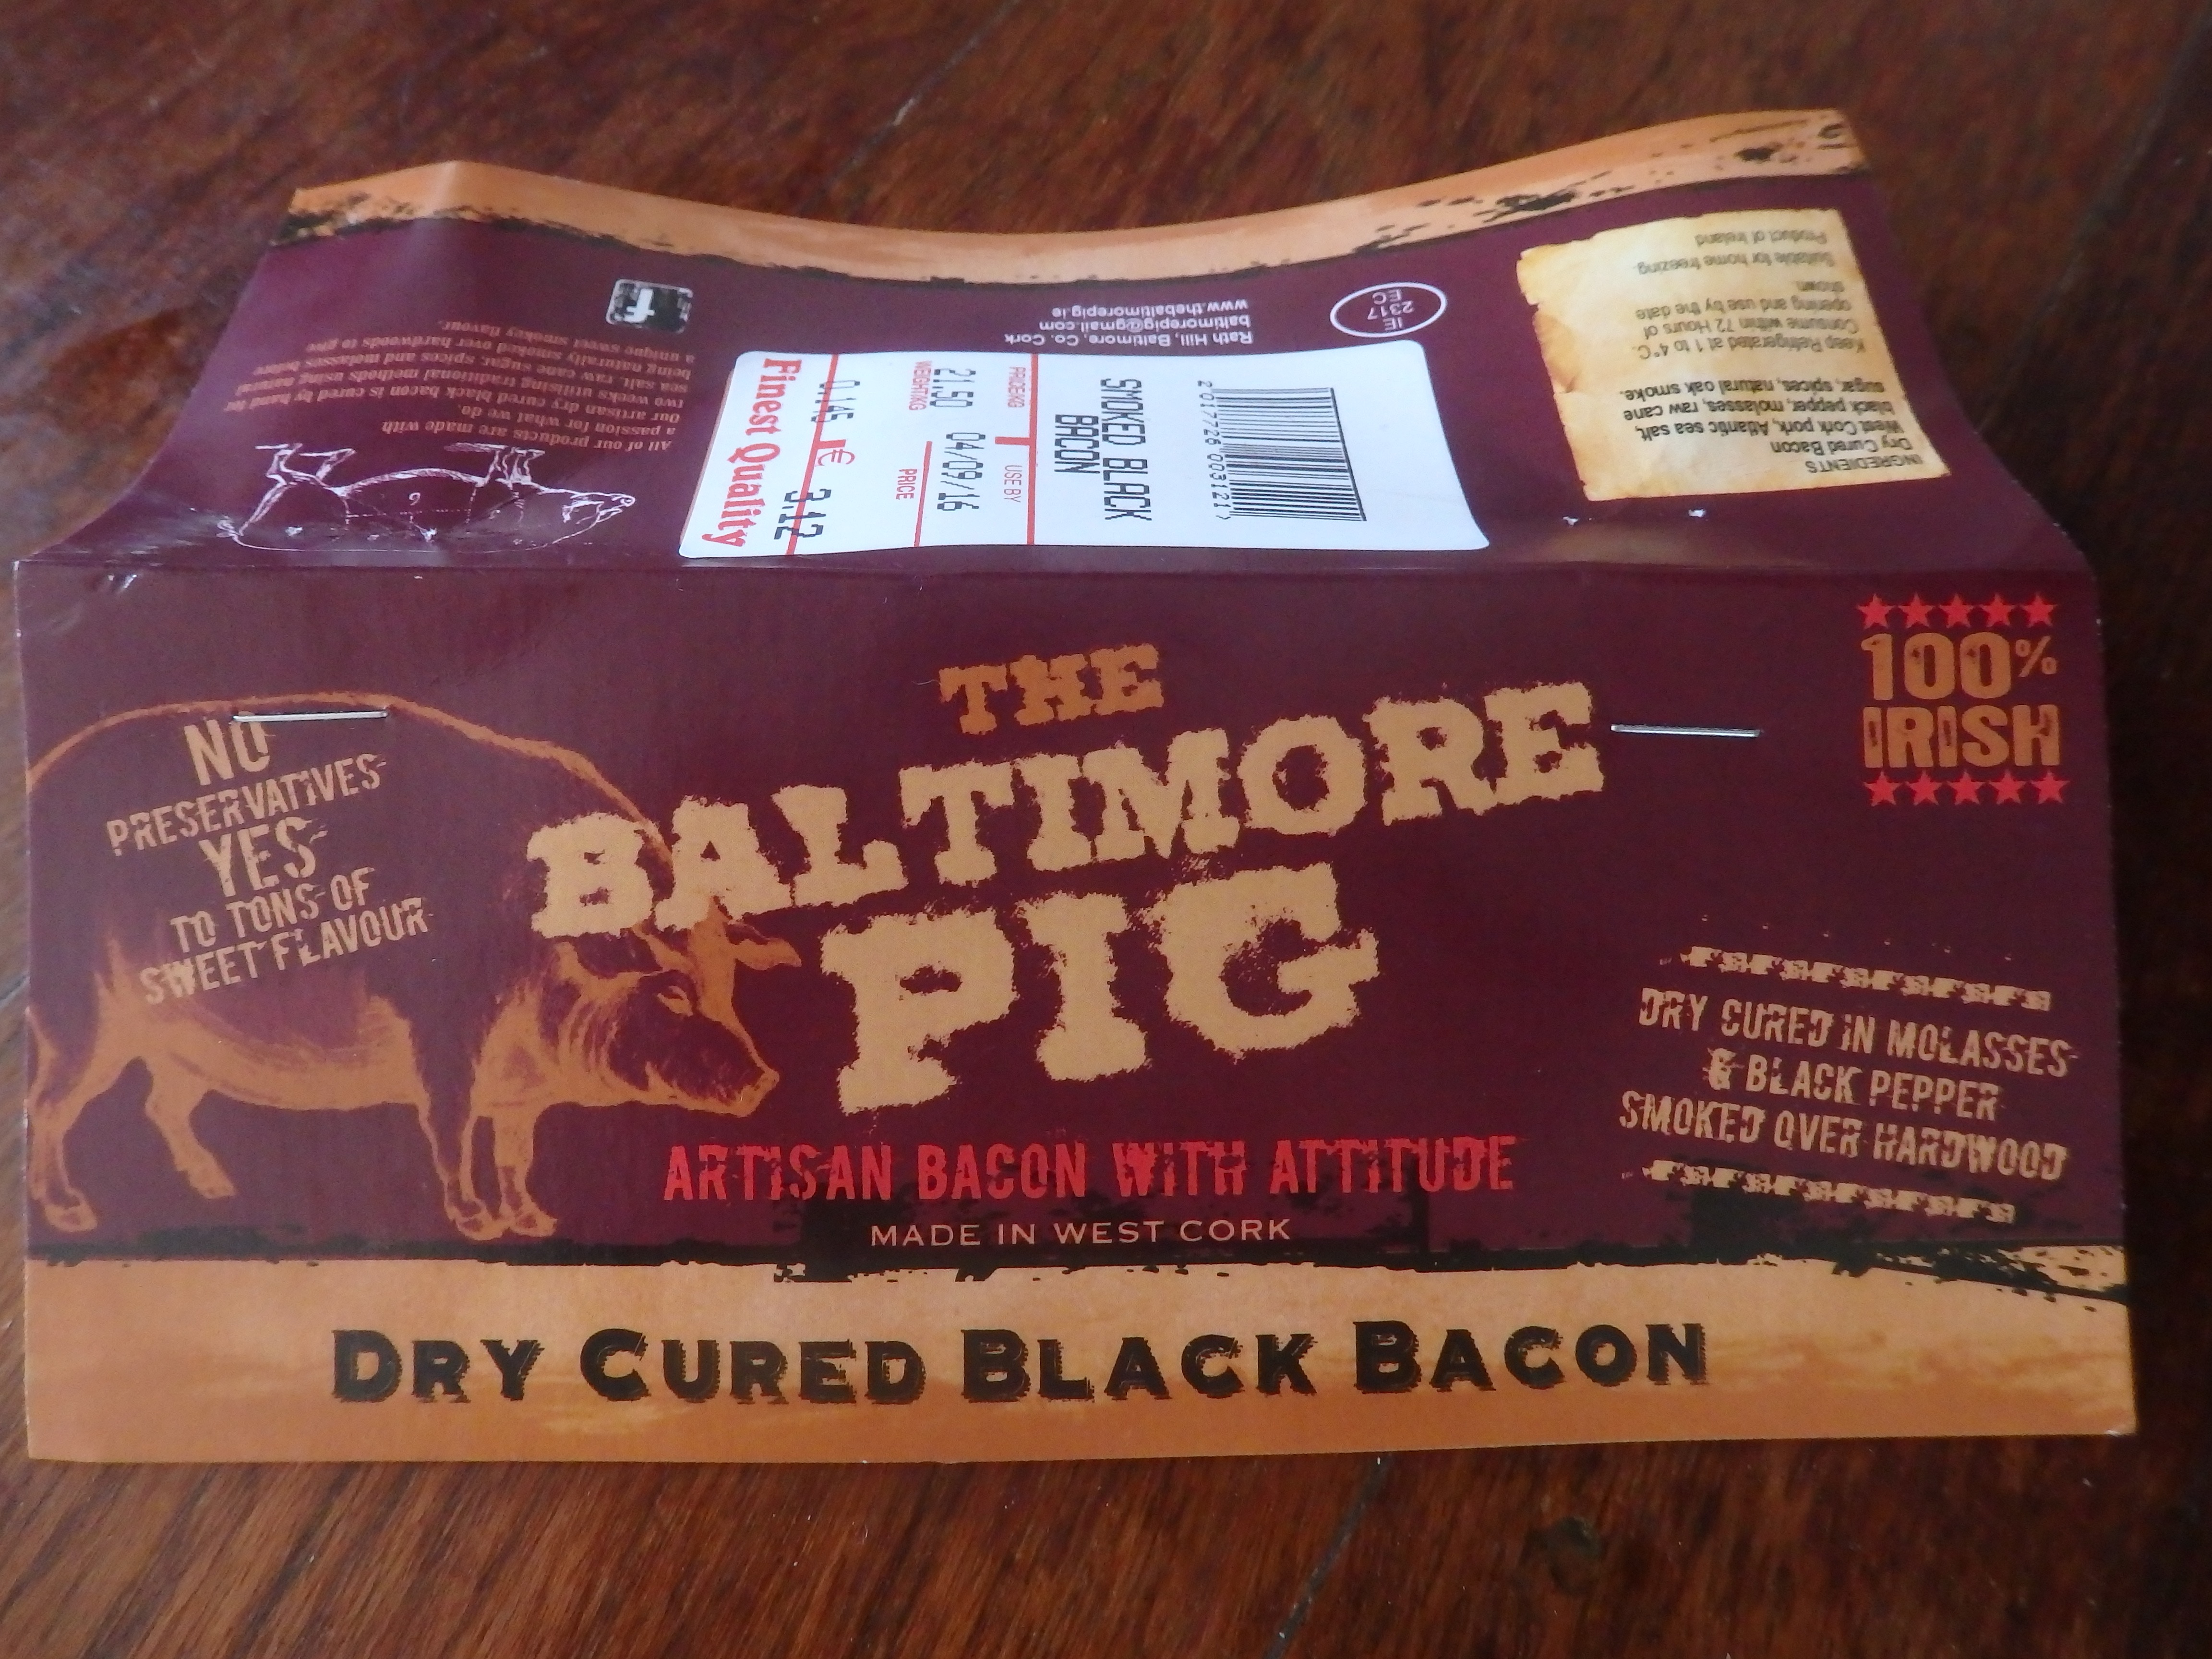 THE
BALTIMORE
PIG
ARTISAN BACON WITH ATTITUDE
MADE IN WEST CORK
DRY CURED BLACK BACON
NO
PRESERVATIVES
YES
TO TONS OF
SWEET FLAVOUR
100%
IRISH
DRY CURED IN MOLASSES
& BLACK PEPPER
SMOKED OVER HARDWOOD
INGREDIENTS
Dry Cured Bacon
West Cork pork, Atlantic sea salt,
black pepper, molasses, raw cane
sugar, spices, natural oak smoke.
Keep Refrigerated at 1 to 4°C.
Consume within 72 Hours of
opening and use by the date
shown
Suitable for home freezing.
Product of Ireland
IE
2317
EC
Rath Hill, Baltimore, Co. Cork
baltimorepig@gmail.com
www.thebaltimorepig.ie
2 017726 003121 >
SMOKED BLACK
BACON
PRICE/KG USE BY
21.50 04/09/16
WEIGHT/KG PRICE
0.145 € 3.12
Finest Quality
All of our products are made with
a passion for what we do.
Our artisan dry cured black bacon is cured by hand for
two weeks utilising traditional methods using natural
sea salt, raw cane sugar, spices and molasses before
being naturally smoked over hardwoods to give
a unique sweet smokey flavour.
f